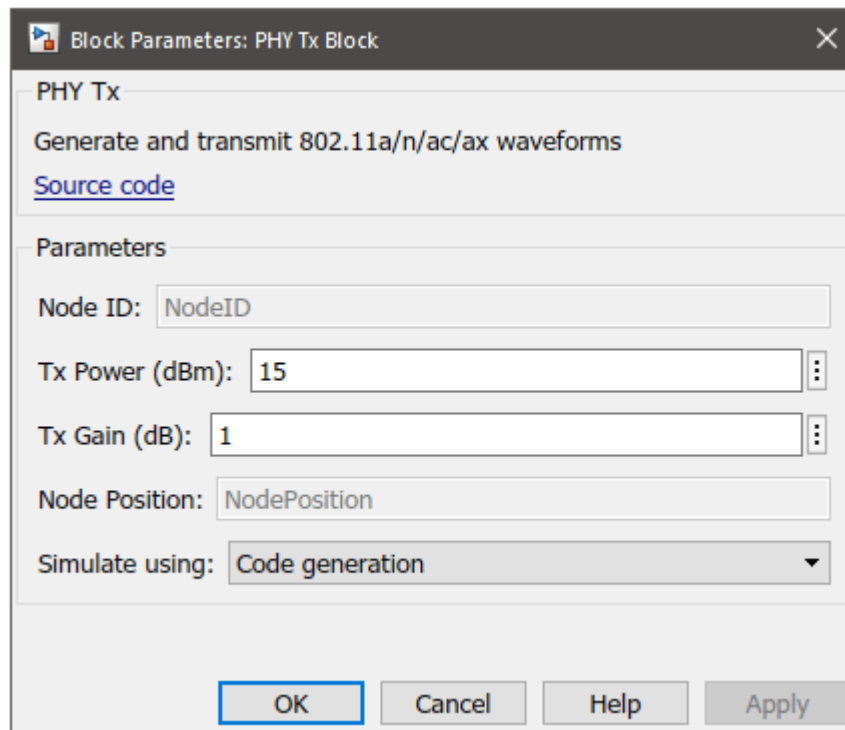 Block Parameters: PHY Tx Block
PHY Tx
Generate and transmit 802.11a/n/ac/ax waveforms
Source code
Parameters
Node ID: NodeID
Tx Power (dBm): 15
Tx Gain (dB): 1
Node Position: NodePosition
Simulate using: Code generation
OK Cancel Help Apply